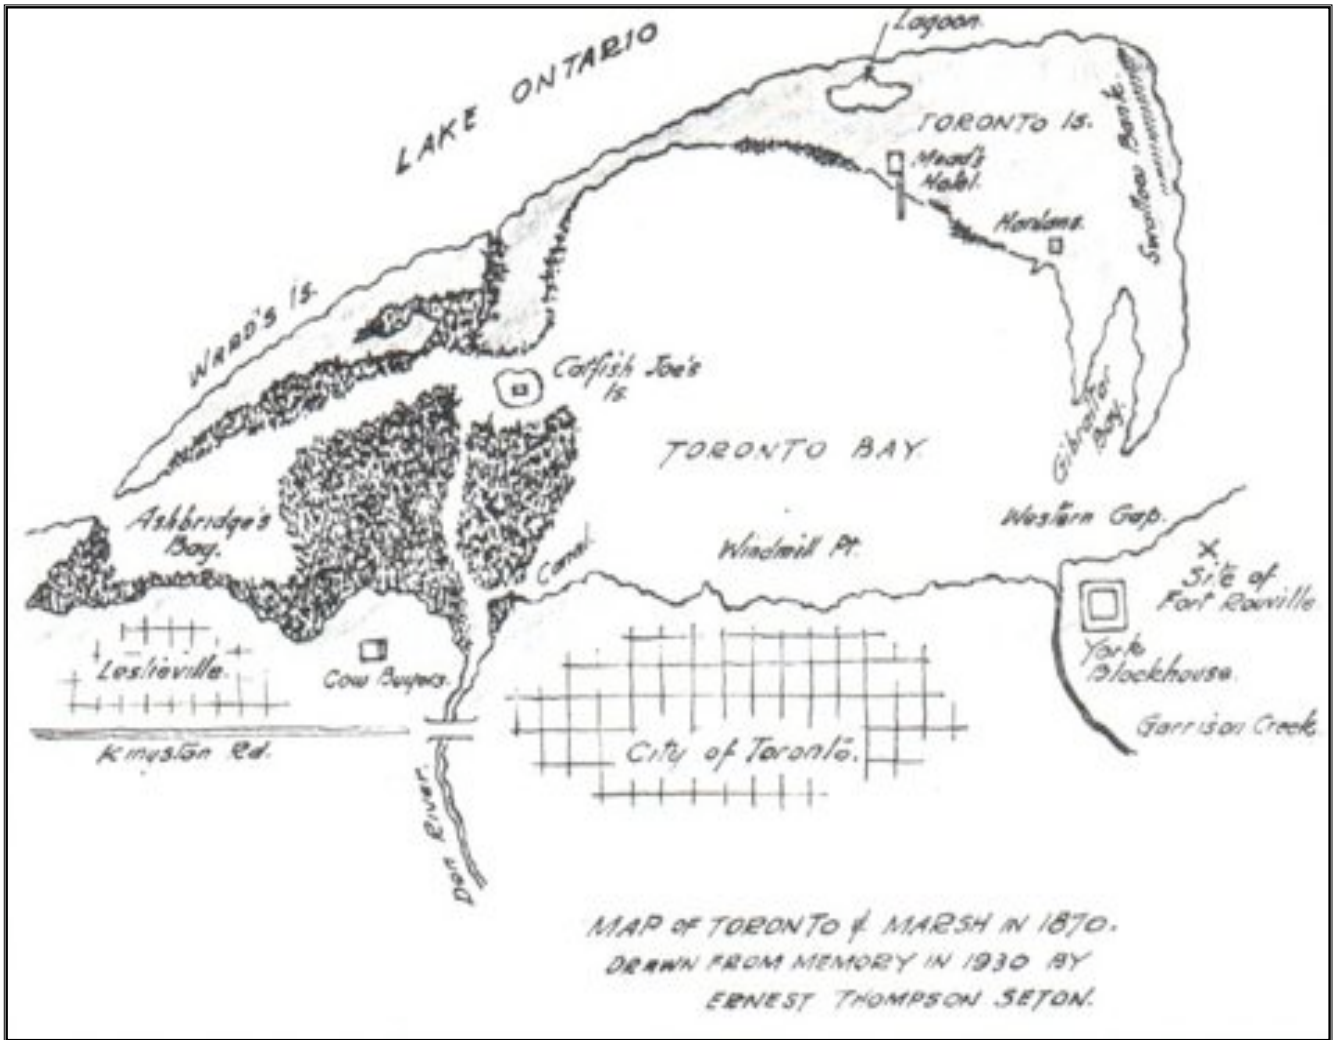 Lagoon.
LAKE ONTARIO
TORONTO IS.
Swallow Bank.
Mead's
Hotel.
Hanlans.
WARD'S IS.
Catfish Joe's
Is.
TORONTO BAY.
Gibraltar
Bay.
Ashbridge's
Bay.
Canal.
Windmill Pt.
Western Gap.
Site of
Fort Rouville.
York
Blockhouse.
Leslieville.
Cow Buyers.
Garrison Creek.
Kingston Rd.
City of Toronto.
Don River.
MAP OF TORONTO & MARSH IN 1870.
DRAWN FROM MEMORY IN 1930 BY
ERNEST THOMPSON SETON.